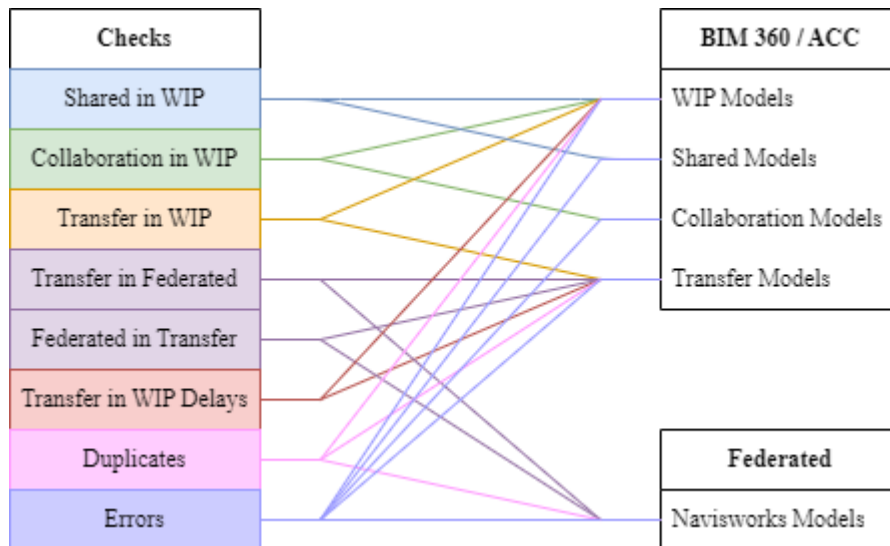 Checks
Shared in WIP
Collaboration in WIP
Transfer in WIP
Transfer in Federated
Federated in Transfer
Transfer in WIP Delays
Duplicates
Errors
BIM 360 / ACC
WIP Models
Shared Models
Collaboration Models
Transfer Models
Federated
Navisworks Models